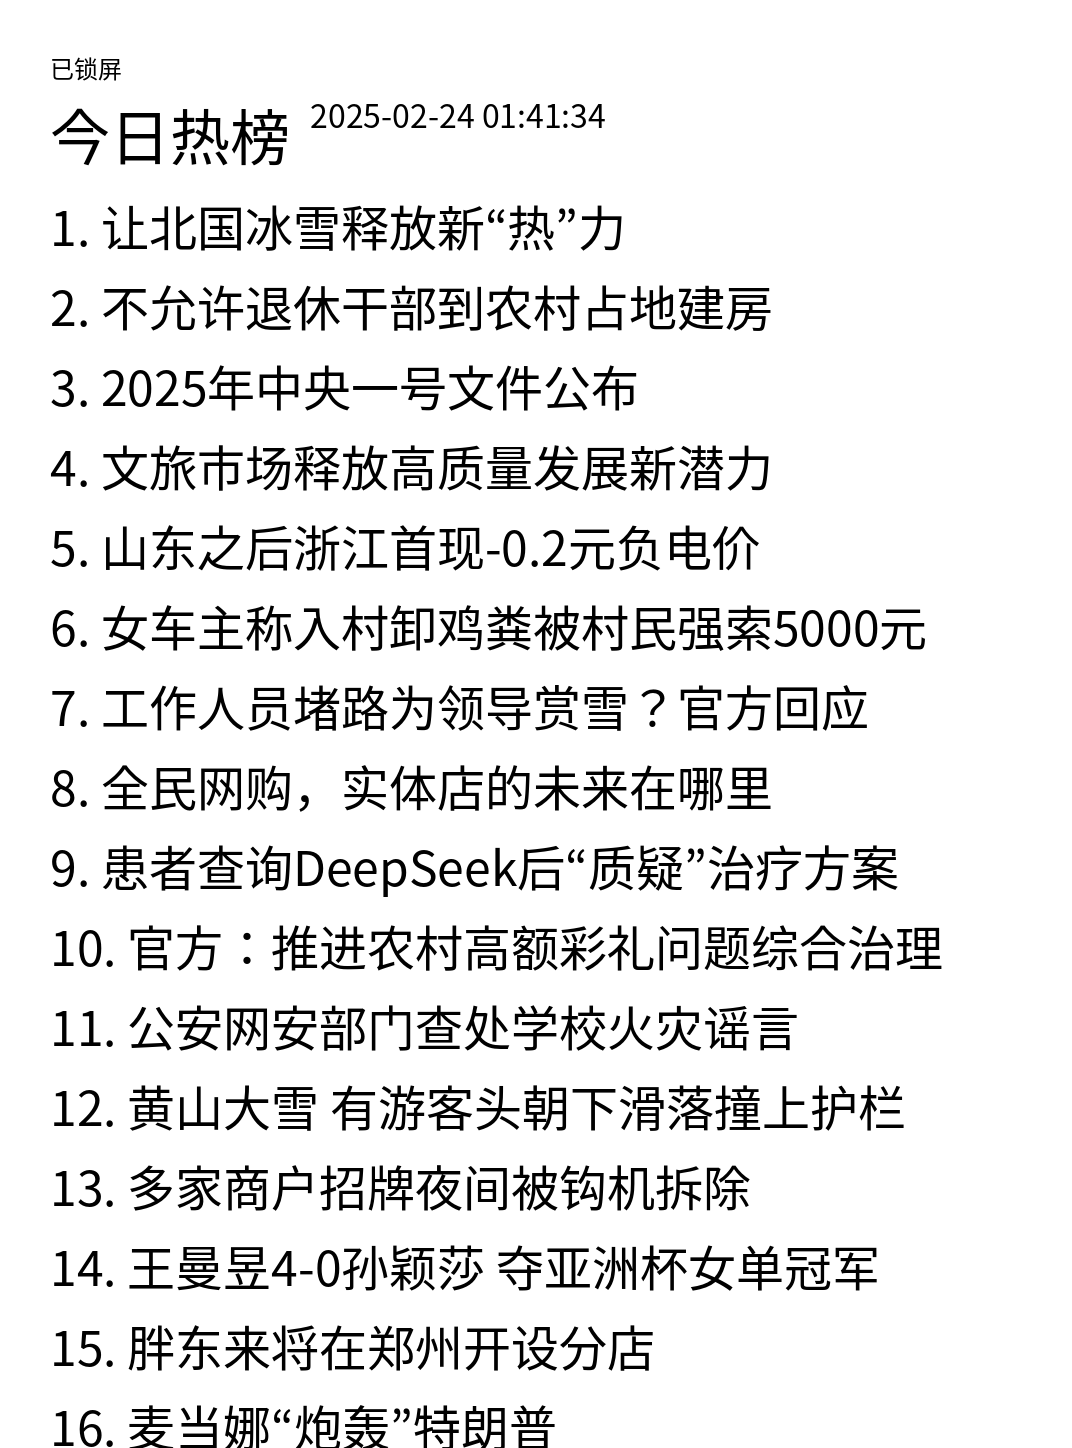 已锁屏
今日热榜 2025-02-24 01:41:34
1. 让北国冰雪释放新“热”力
2. 不允许退休干部到农村占地建房
3. 2025年中央一号文件公布
4. 文旅市场释放高质量发展新潜力
5. 山东之后浙江首现-0.2元负电价
6. 女车主称入村卸鸡粪被村民强索5000元
7. 工作人员堵路为领导赏雪？官方回应
8. 全民网购，实体店的未来在哪里
9. 患者查询DeepSeek后“质疑”治疗方案
10. 官方：推进农村高额彩礼问题综合治理
11. 公安网安部门查处学校火灾谣言
12. 黄山大雪 有游客头朝下滑落撞上护栏
13. 多家商户招牌夜间被钩机拆除
14. 王曼昱4-0孙颖莎 夺亚洲杯女单冠军
15. 胖东来将在郑州开设分店
16. 麦当娜“炮轰”特朗普